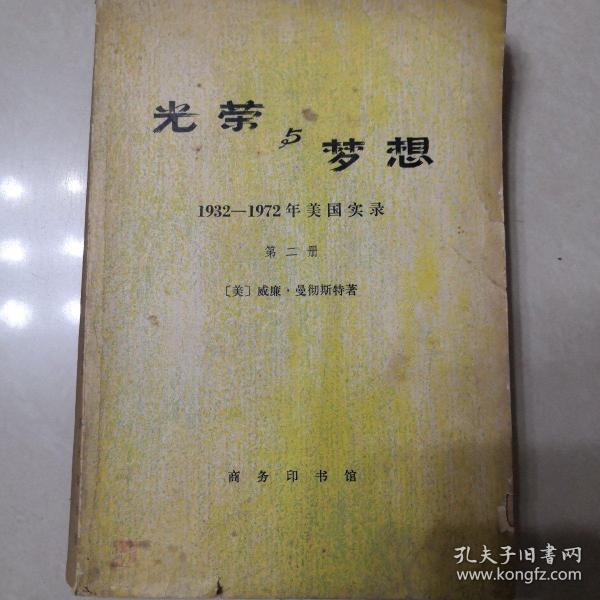 光荣与梦想
1932—1972年美国实录
第二册
〔美〕威廉·曼彻斯特著
商务印书馆
孔夫子旧书网
www.kongfz.com